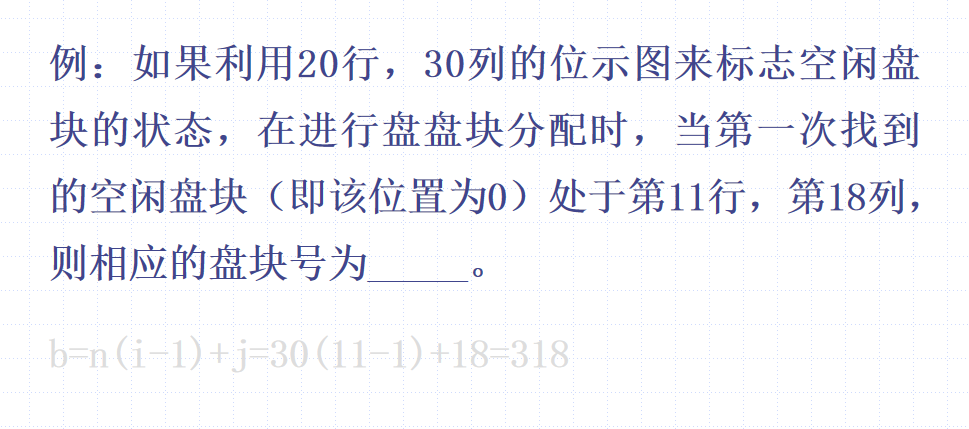 例：如果利用20行，30列的位示图来标志空闲盘
块的状态，在进行盘盘块分配时，当第一次找到
的空闲盘块（即该位置为0）处于第11行，第18列，
则相应的盘块号为_____。
b=n(i-1)+j=30(11-1)+18=318